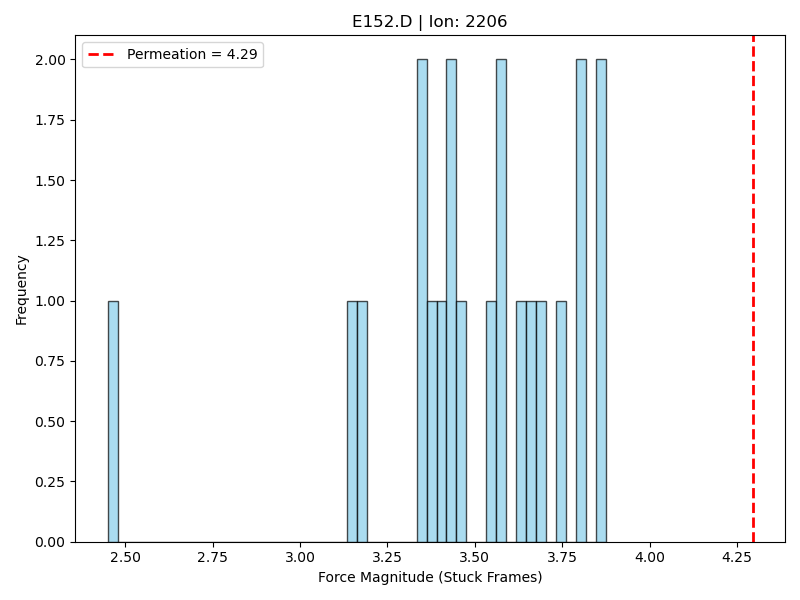 E152.D | Ion: 2206
Permeation = 4.29
2.00
1.75
1.50
1.25
1.00
0.75
0.50
0.25
0.00
Frequency
2.50 2.75 3.00 3.25 3.50 3.75 4.00 4.25
Force Magnitude (Stuck Frames)